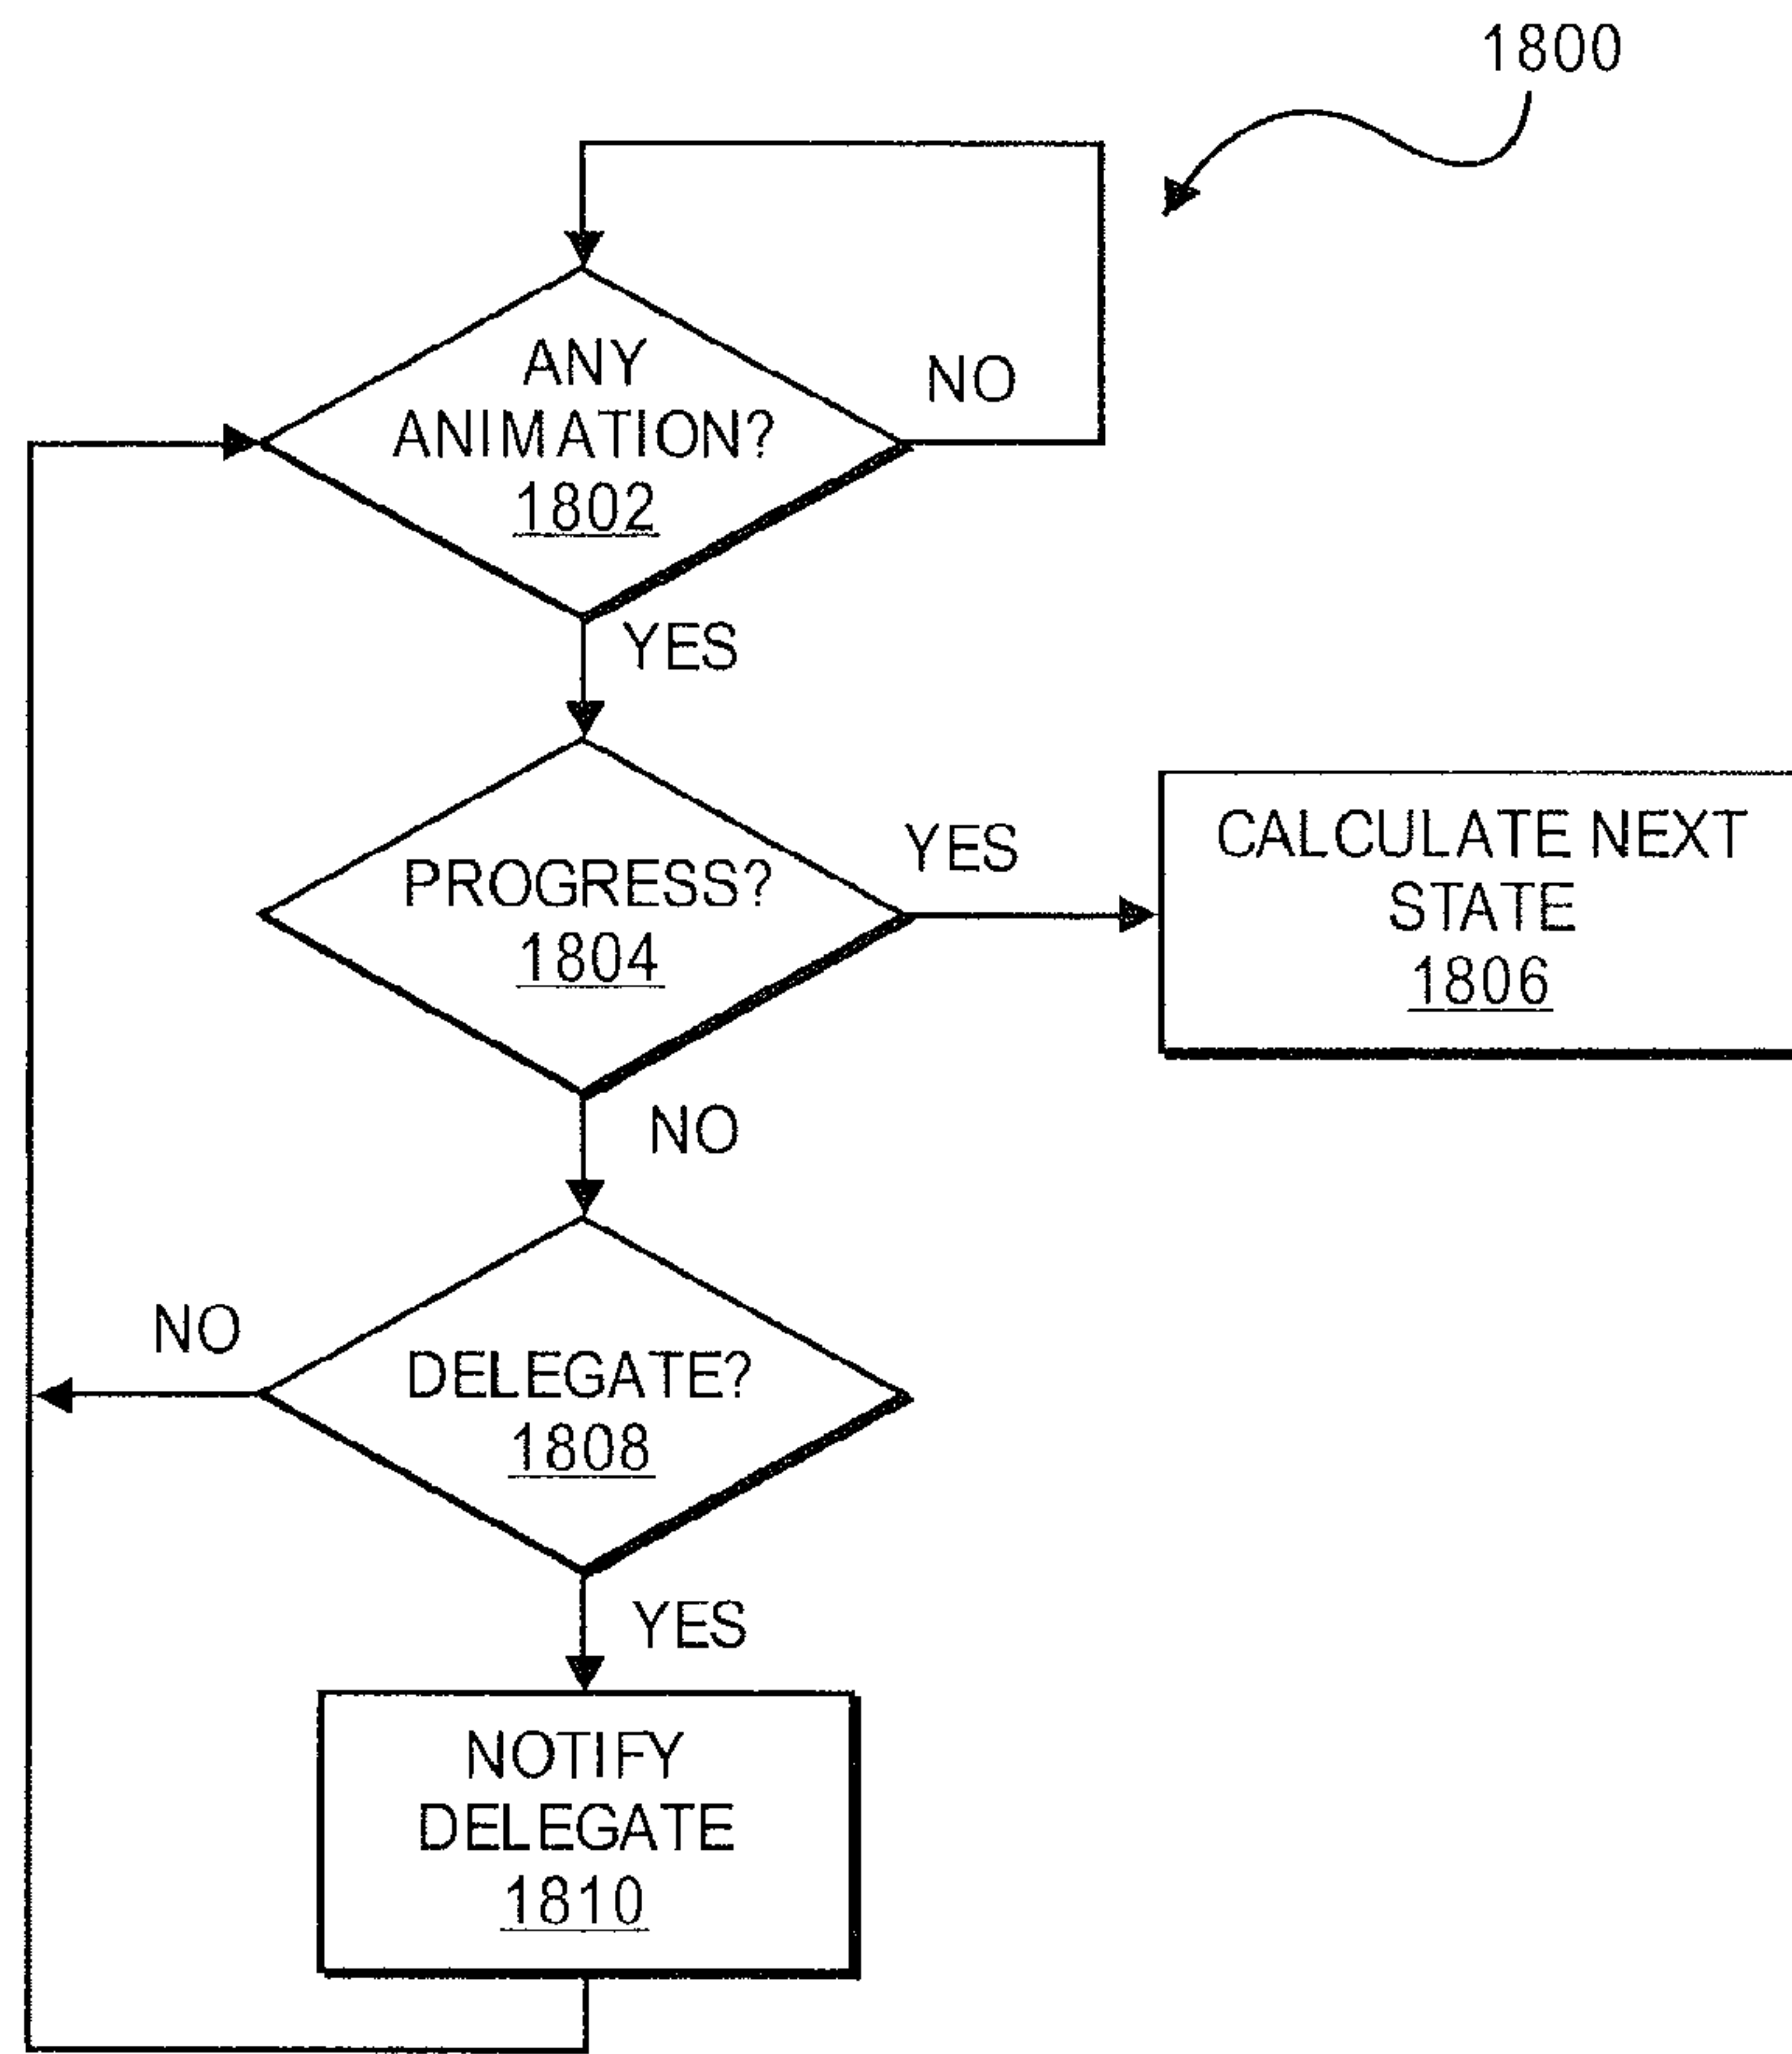 1800
ANY
ANIMATION?
1802
NO
YES
PROGRESS?
1804
YES
CALCULATE NEXT
STATE
1806
NO
DELEGATE?
1808
NO
YES
NOTIFY
DELEGATE
1810